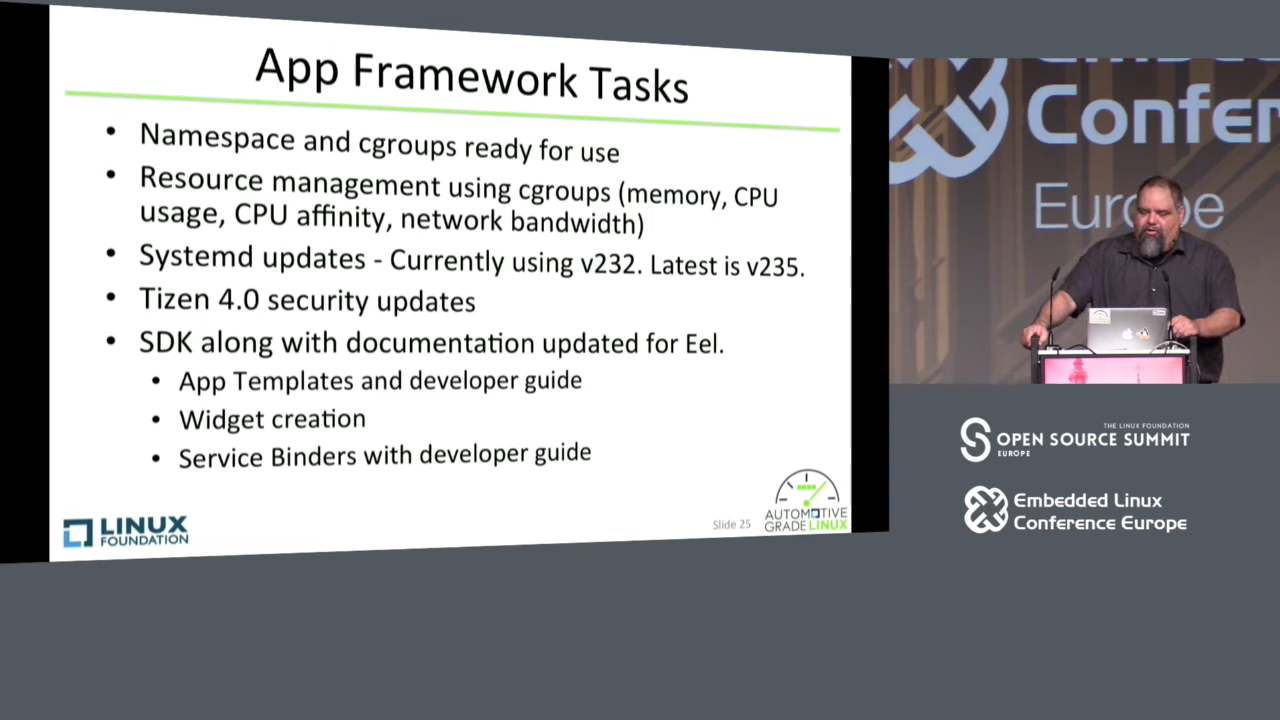 App Framework Tasks
• Namespace and cgroups ready for use
• Resource management using cgroups (memory, CPU
usage, CPU affinity, network bandwidth)
• Systemd updates - Currently using v232. Latest is v235.
• Tizen 4.0 security updates
• SDK along with documentation updated for Eel.
• App Templates and developer guide
• Widget creation
• Service Binders with developer guide
LINUX
FOUNDATION
Slide 25
AUTOMOTIVE
GRADELINUX
Confer
Europe
THE LINUX FOUNDATION
OPEN SOURCE SUMMIT
EUROPE
Embedded Linux
Conference Europe